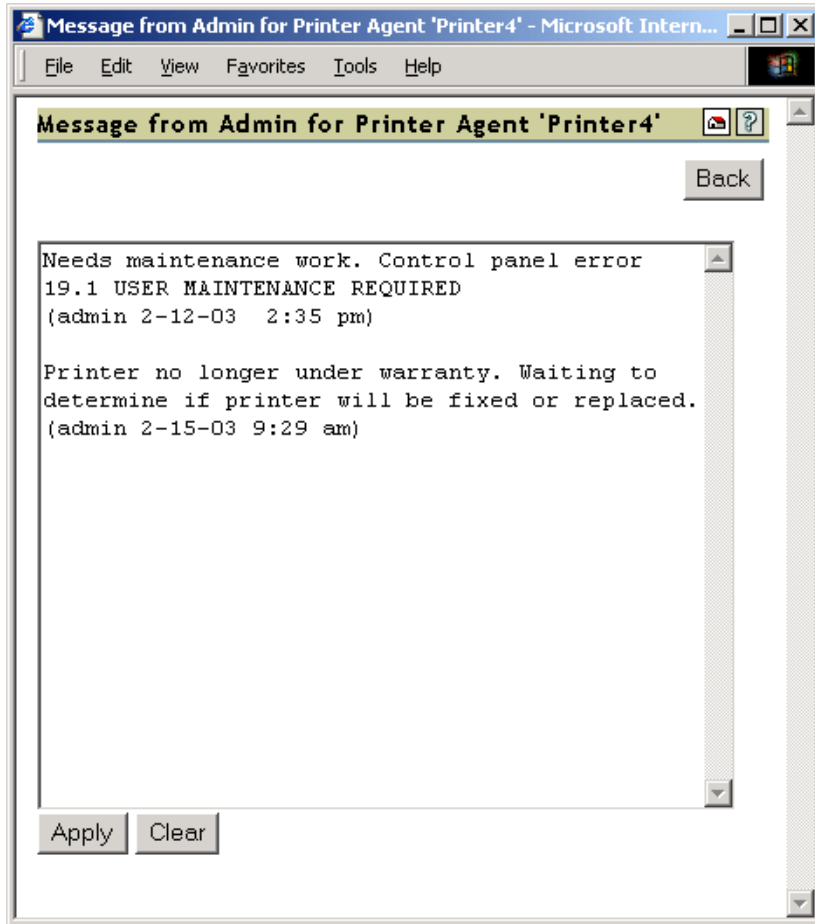 Message from Admin for Printer Agent 'Printer4' - Microsoft Intern...
File Edit View Favorites Tools Help
Message from Admin for Printer Agent 'Printer4' ?
Back
Needs maintenance work. Control panel error
19.1 USER MAINTENANCE REQUIRED
(admin 2-12-03  2:35 pm)
Printer no longer under warranty. Waiting to
determine if printer will be fixed or replaced.
(admin 2-15-03 9:29 am)
Apply Clear